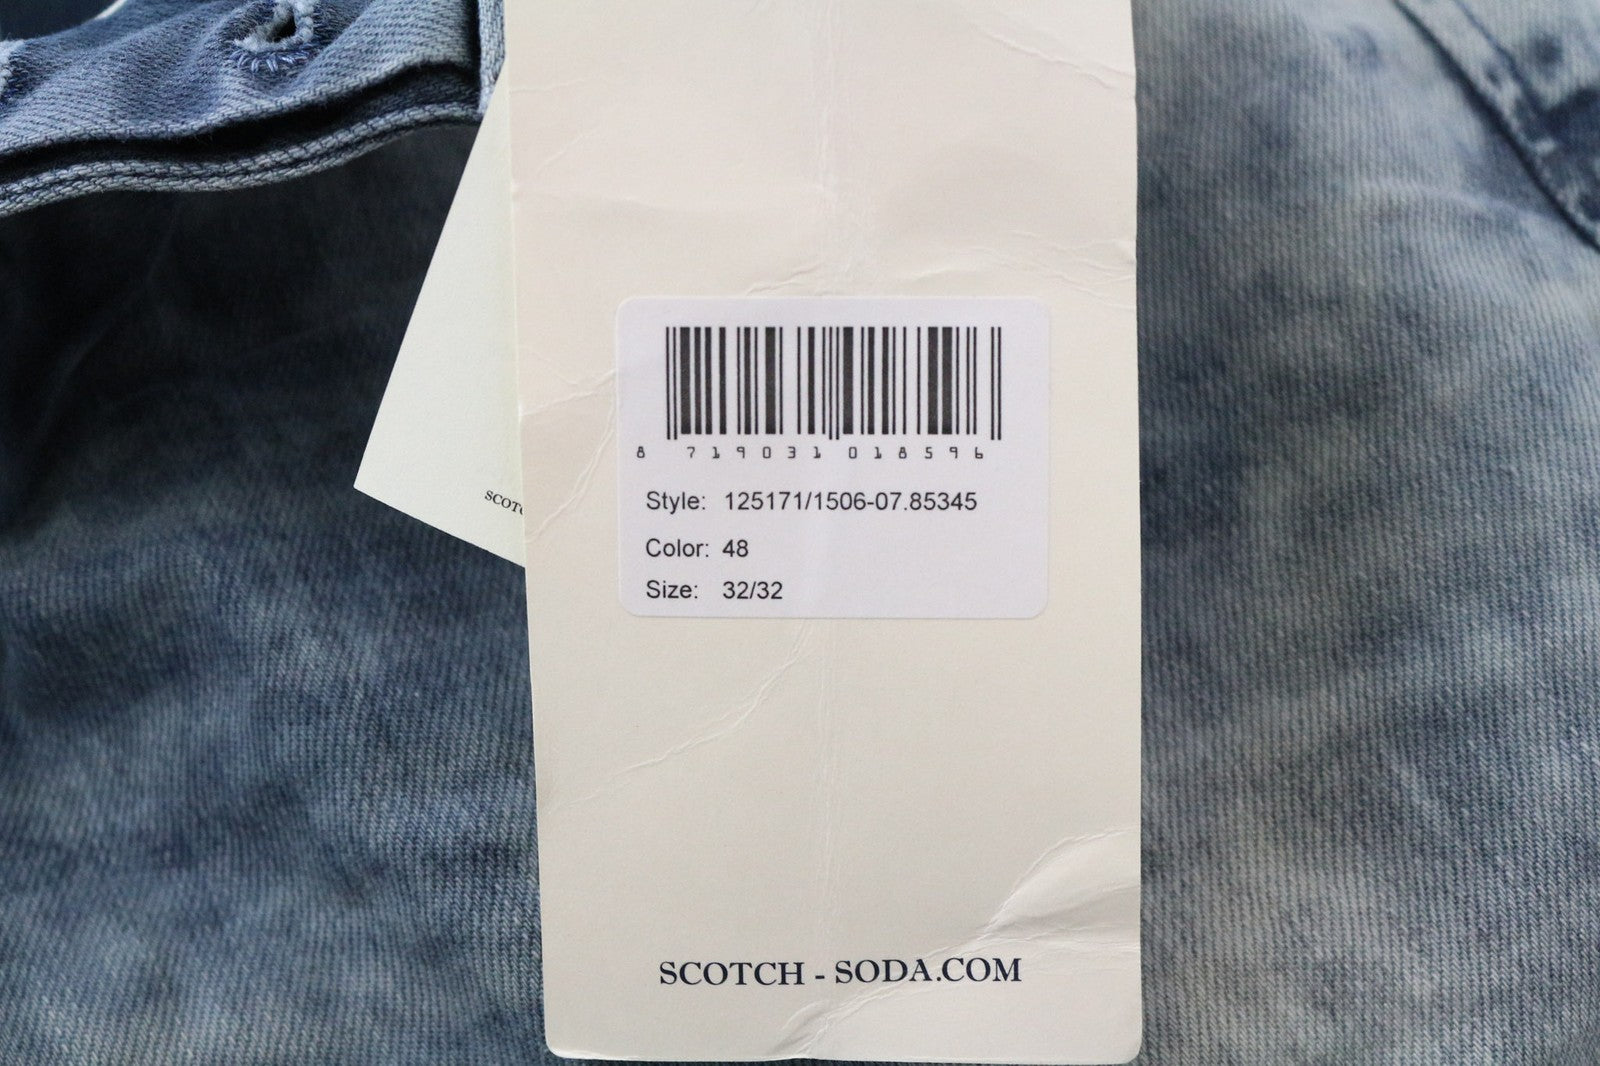 8 719031 018596
Style: 125171/1506-07.85345
Color: 48
Size: 32/32
SCOTCH - SODA.COM